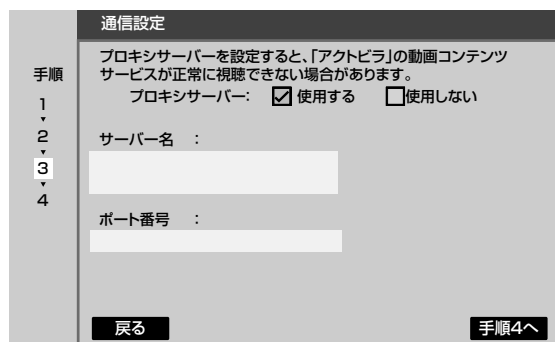 通信設定
手順
1
2
3
4
プロキシサーバーを設定すると、「アクトビラ」の動画コンテンツ
サービスが正常に視聴できない場合があります。
プロキシサーバー: 使用する 使用しない
サーバー名 :
ポート番号 :
戻る
手順4へ